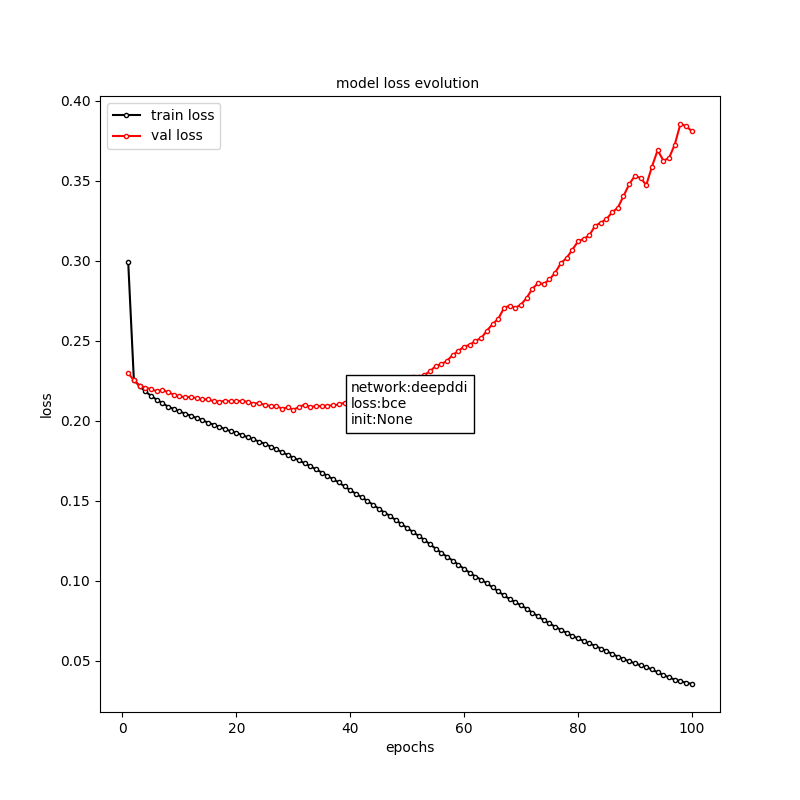 model loss evolution
train loss
val loss
0.40
0.35
0.30
0.25
0.20
0.15
0.10
0.05
loss
network:deepddi
loss:bce
init:None
0 20 40 60 80 100
epochs